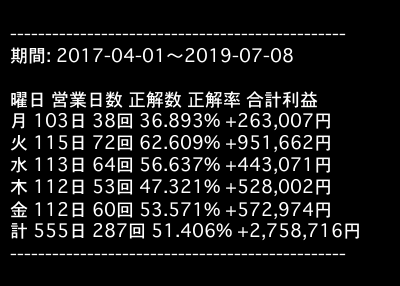 ------------------------------------------------
期間: 2017-04-01〜2019-07-08
曜日 営業日数 正解数 正解率 合計利益
月 103日 38回 36.893% +263,007円
火 115日 72回 62.609% +951,662円
水 113日 64回 56.637% +443,071円
木 112日 53回 47.321% +528,002円
金 112日 60回 53.571% +572,974円
計 555日 287回 51.406% +2,758,716円
------------------------------------------------